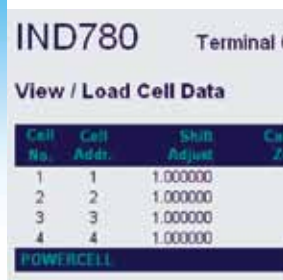 IND780 Terminal
View / Load Cell Data
Cell Cell Shift
No. Addr. Adjust
1 1 1.000000
2 2 1.000000
3 3 1.000000
4 4 1.000000
POWERCELL